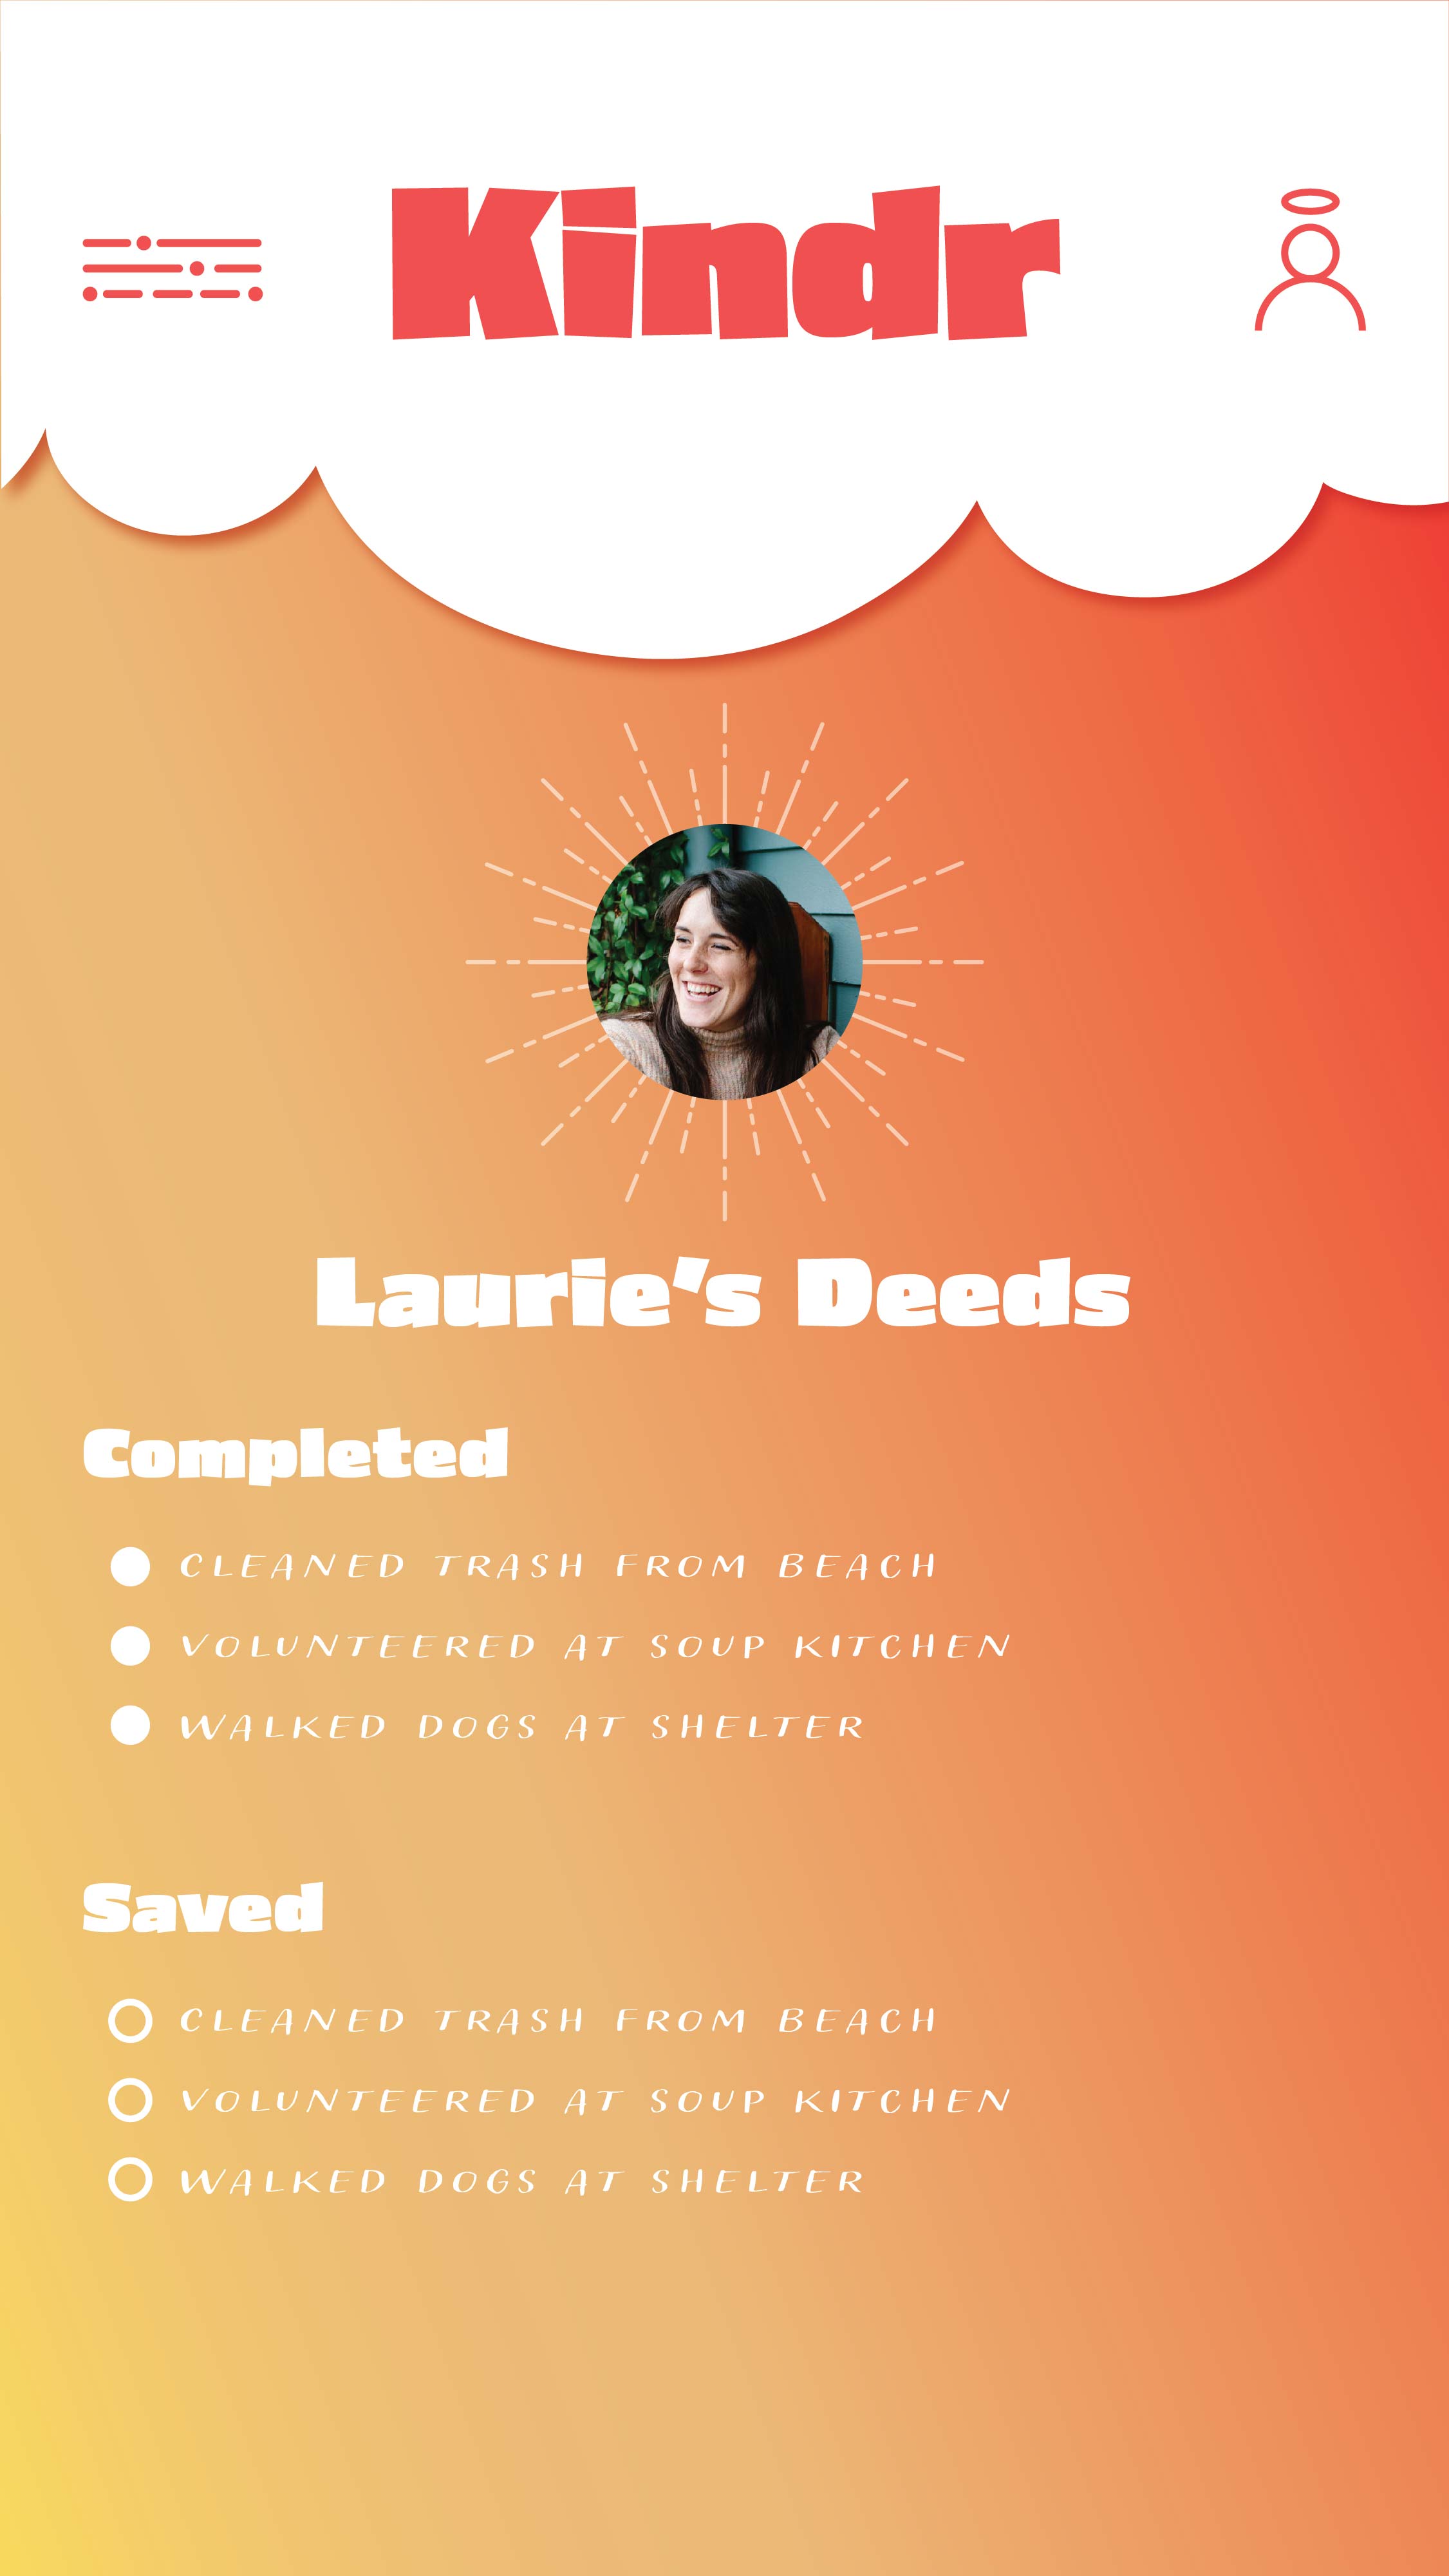 Kindr
Laurie's Deeds
Completed
CLEANED TRASH FROM BEACH
VOLUNTEERED AT SOUP KITCHEN
WALKED DOGS AT SHELTER
Saved
CLEANED TRASH FROM BEACH
VOLUNTEERED AT SOUP KITCHEN
WALKED DOGS AT SHELTER